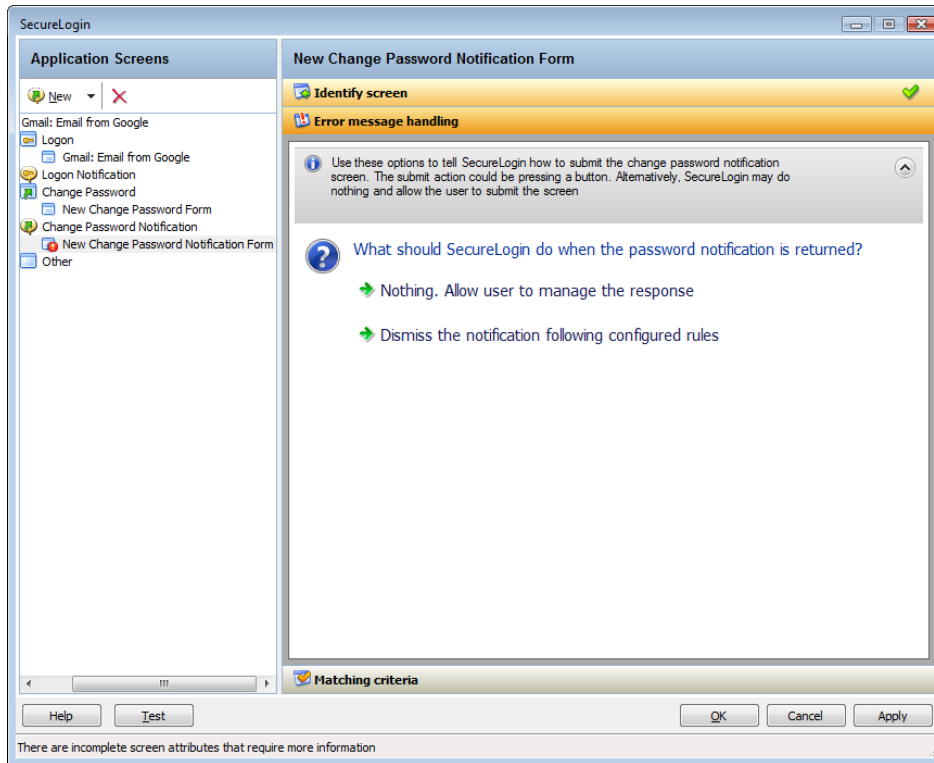 SecureLogin
Application Screens
New
Gmail: Email from Google
Logon
Gmail: Email from Google
Logon Notification
Change Password
New Change Password Form
Change Password Notification
New Change Password Notification Form
Other
New Change Password Notification Form
Identify screen
Error message handling
Use these options to tell SecureLogin how to submit the change password notification
screen. The submit action could be pressing a button. Alternatively, SecureLogin may do
nothing and allow the user to submit the screen
What should SecureLogin do when the password notification is returned?
Nothing. Allow user to manage the response
Dismiss the notification following configured rules
Matching criteria
Help
Test
OK
Cancel
Apply
There are incomplete screen attributes that require more information